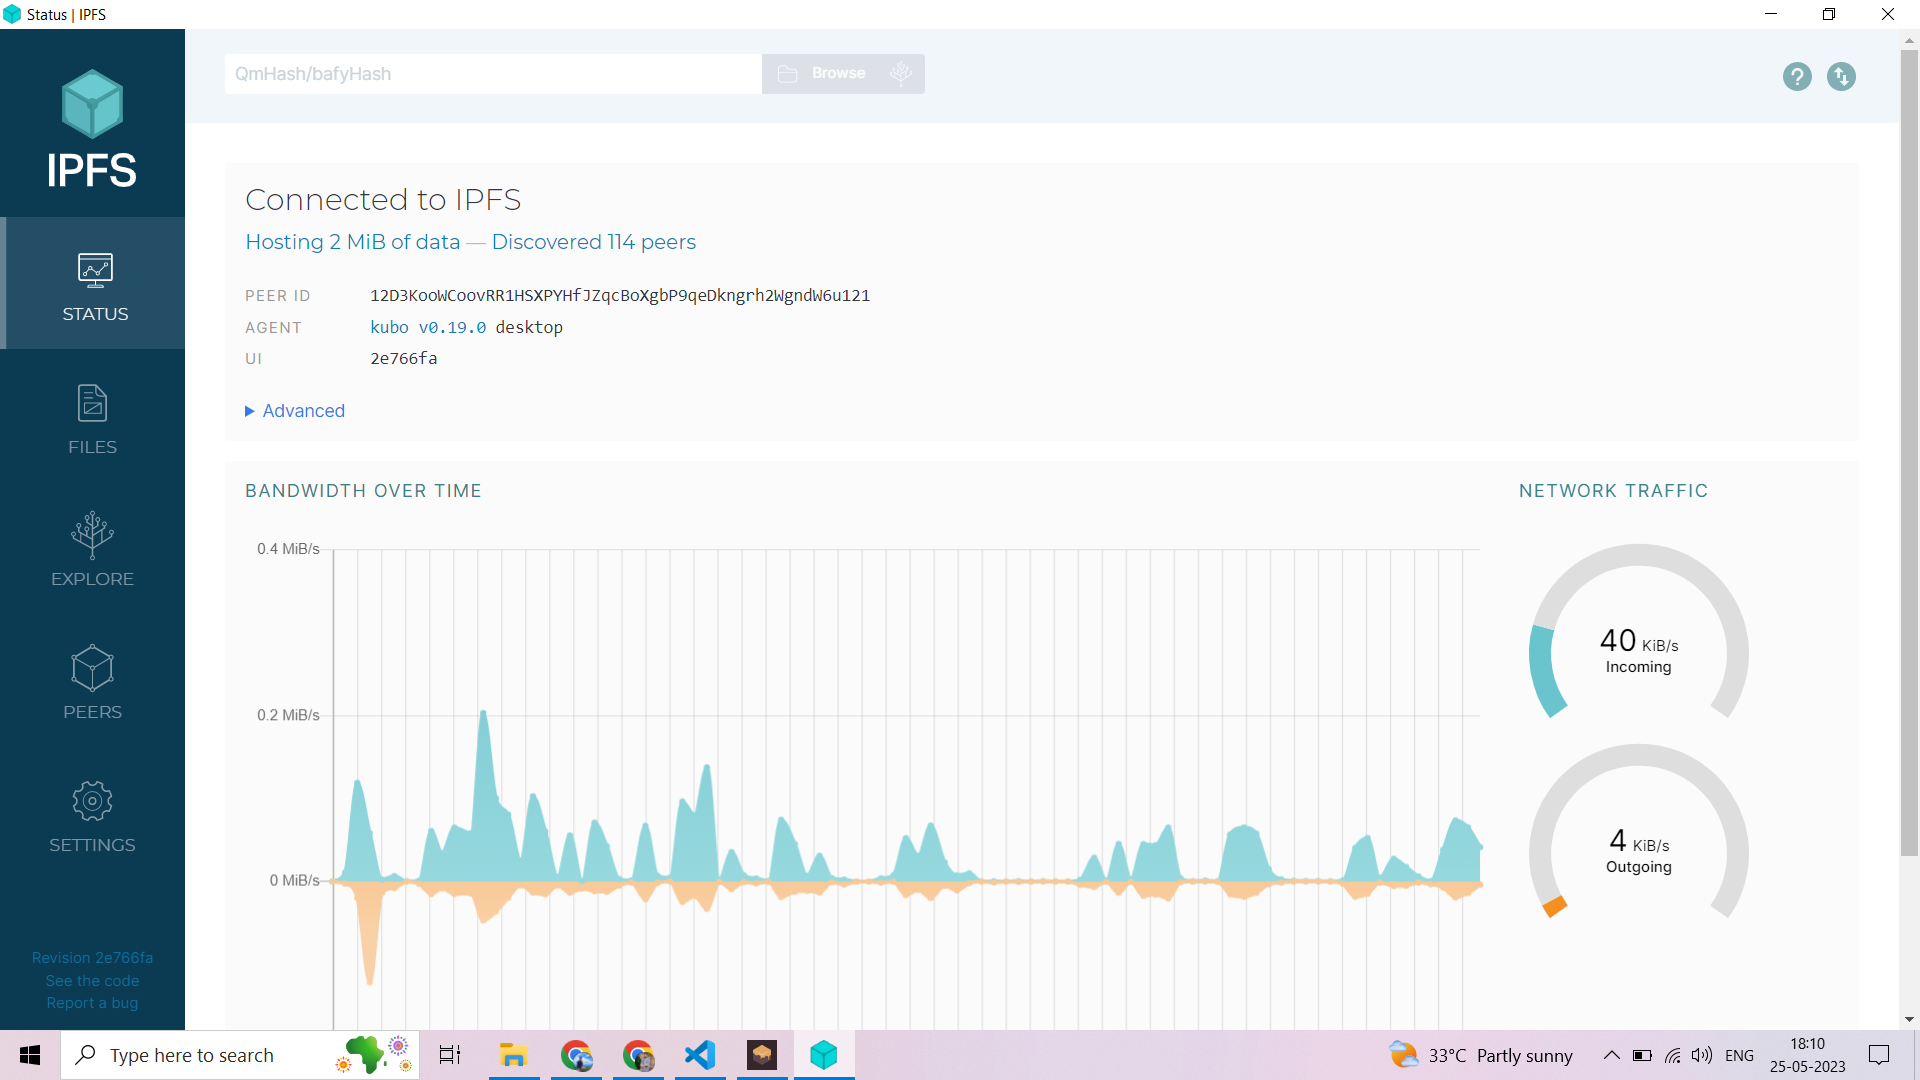 Status | IPFS
QmHash/bafyHash
Browse
?
IPFS
STATUS
FILES
EXPLORE
PEERS
SETTINGS
Revision 2e766fa
See the code
Report a bug
Connected to IPFS
Hosting 2 MiB of data — Discovered 114 peers
PEER ID 12D3KooWCoovRR1HSXPYHfJZqcBoXgbP9qeDkngrh2WgndW6u121
AGENT kubo v0.19.0 desktop
UI 2e766fa
Advanced
BANDWIDTH OVER TIME
0.4 MiB/s
0.2 MiB/s
0 MiB/s
NETWORK TRAFFIC
40 KiB/s
Incoming
4 KiB/s
Outgoing
Type here to search
33°C Partly sunny
ENG
18:10
25-05-2023